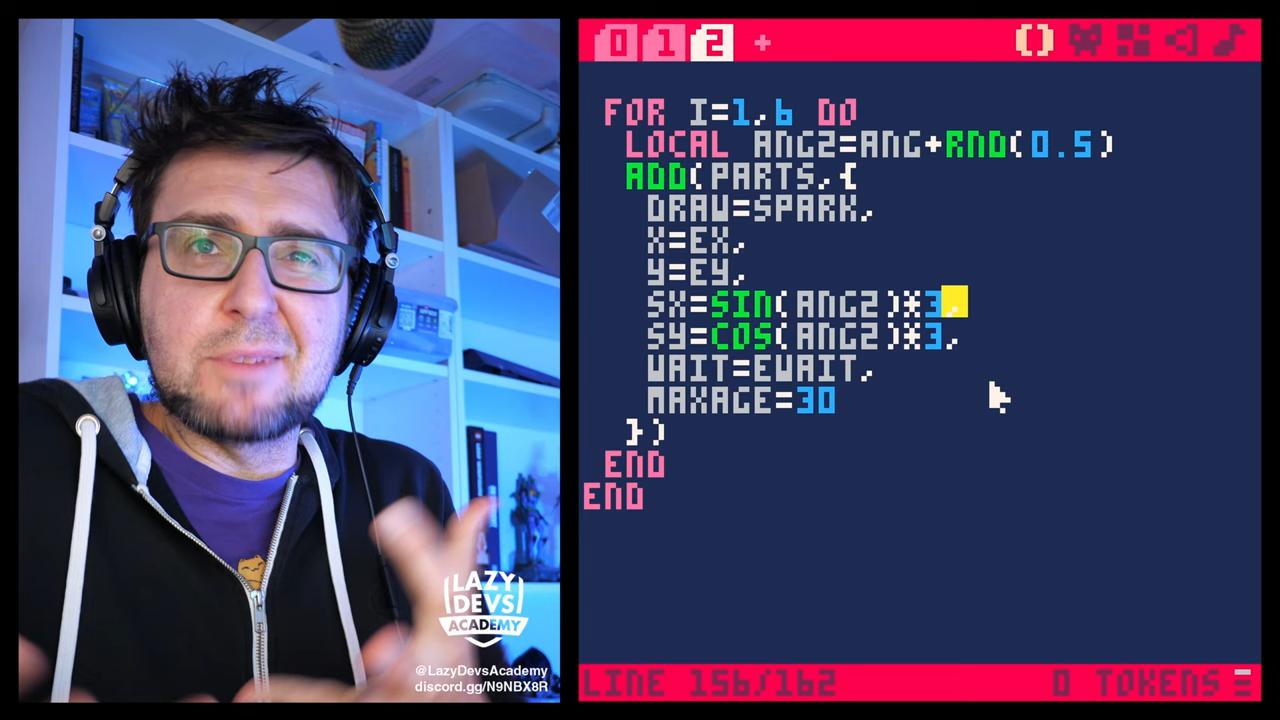 0 1 2 +
FOR I=1,6 DO
LOCAL ANG2=ANG+RND(0.5)
ADD(PARTS,{
DRAW=SPARK,
X=EX,
Y=EY,
SX=SIN(ANG2)*3,
SY=COS(ANG2)*3,
WAIT=EWAIT,
MAXAGE=30
})
END
END
LINE 156/162 0 TOKENS
LAZY
DEVS
ACADEMY
@LazyDevsAcademy
discord.gg/N9NBX8R